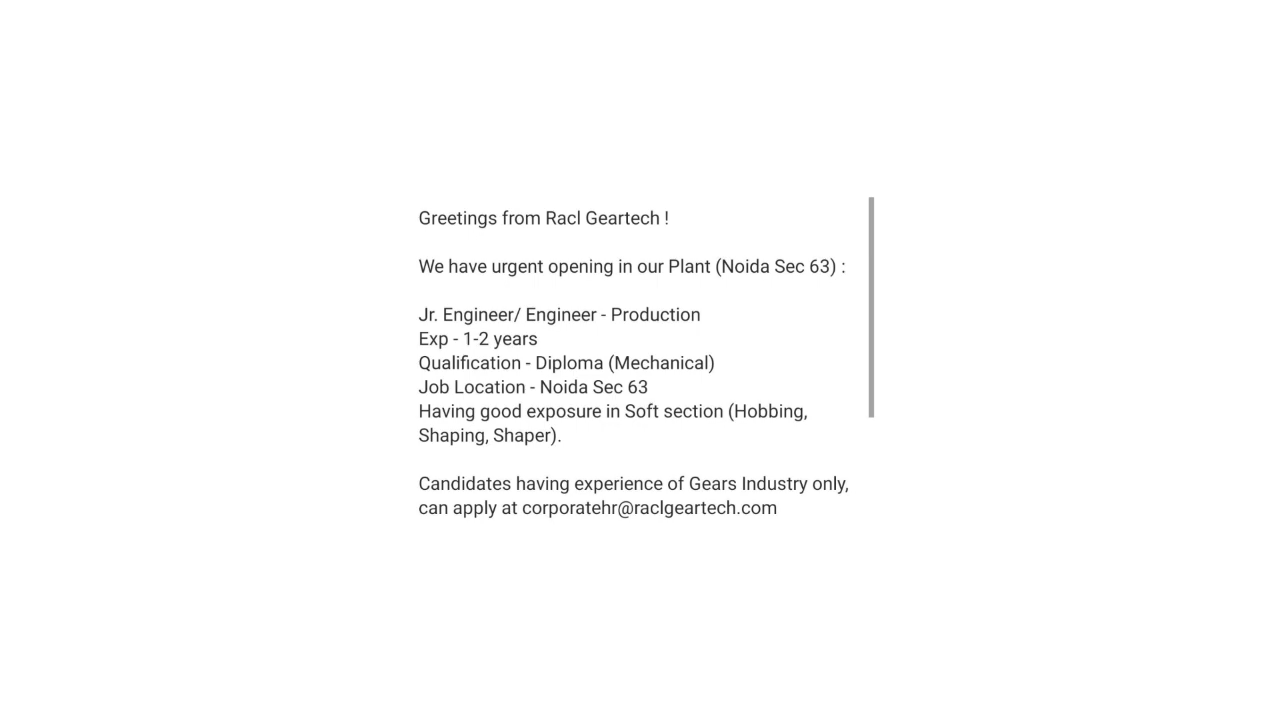 Greetings from Racl Geartech !
We have urgent opening in our Plant (Noida Sec 63) :
Jr. Engineer/ Engineer - Production
Exp - 1-2 years
Qualification - Diploma (Mechanical)
Job Location - Noida Sec 63
Having good exposure in Soft section (Hobbing,
Shaping, Shaper).
Candidates having experience of Gears Industry only,
can apply at corporatehr@raclgeartech.com